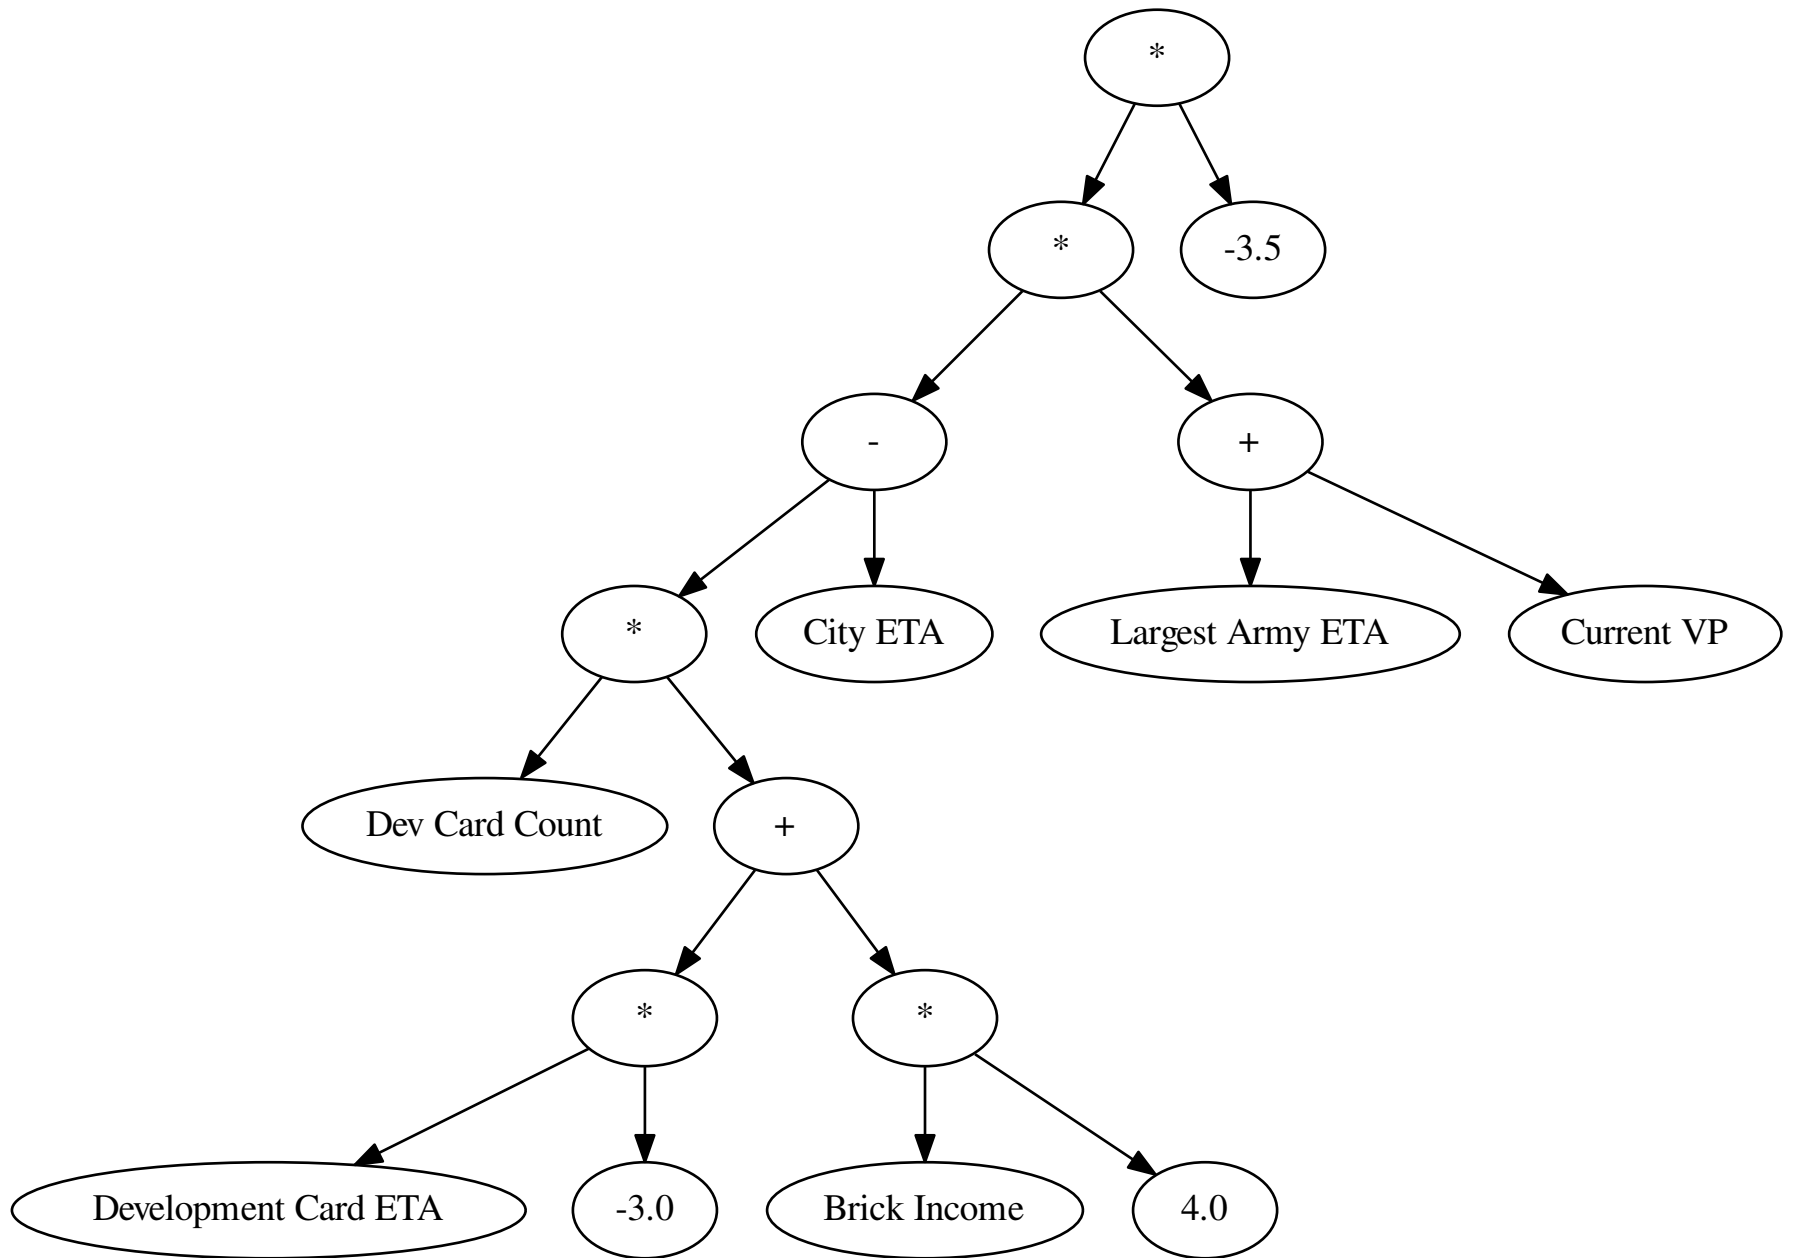 *
*
-3.5
-
+
*
City ETA
Largest Army ETA
Current VP
Dev Card Count
+
*
*
Development Card ETA
-3.0
Brick Income
4.0